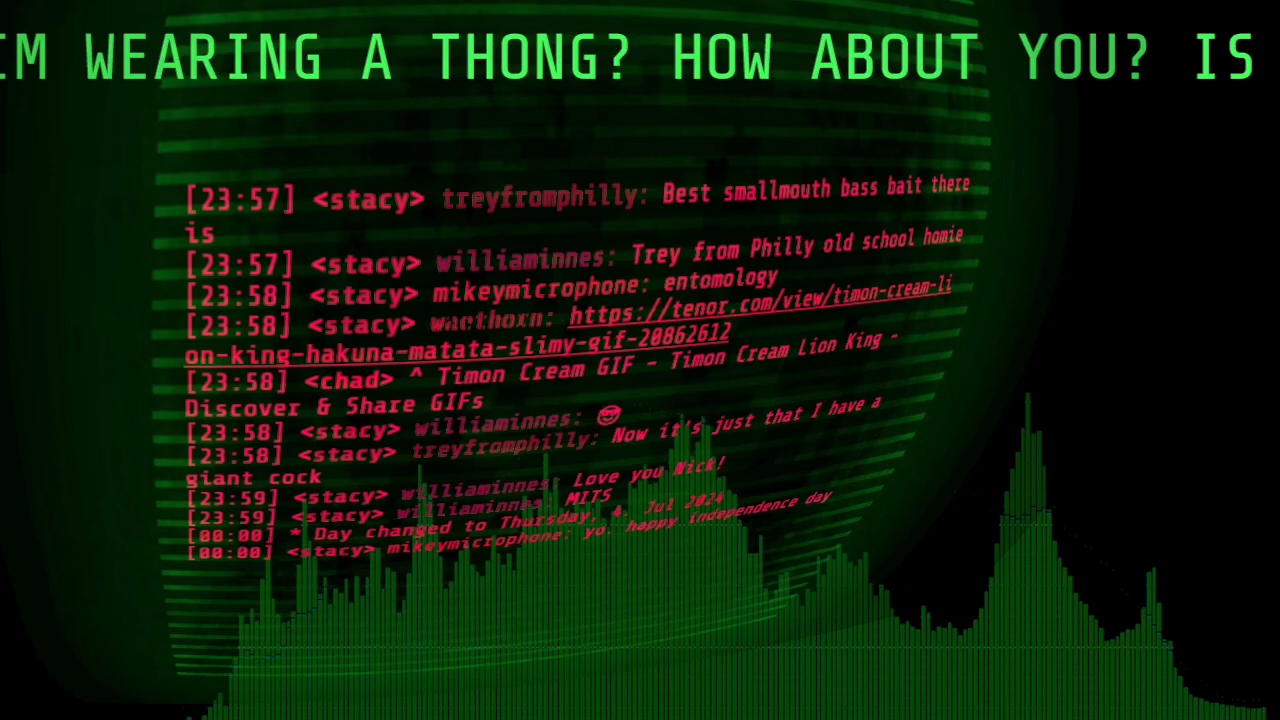 IM WEARING A THONG? HOW ABOUT YOU? IS
[23:57] <stacy> treyfromphilly: Best smallmouth bass bait there
is
[23:57] <stacy> williaminnes: Trey from Philly old school homie
[23:58] <stacy> mikeymicrophone: entomology
[23:58] <stacy> waethorn: https://tenor.com/view/timon-cream-li
on-king-hakuna-matata-slimy-gif-20862612
[23:58] <chad> ^ Timon Cream GIF - Timon Cream Lion King -
Discover & Share GIFs
[23:58] <stacy> williaminnes: 😎
[23:58] <stacy> treyfromphilly: Now it's just that I have a
giant cock
[23:59] <stacy> williaminnes: Love you Nick!
[23:59] <stacy> williaminnes: MITS
[00:00] * Day changed to Thursday, 4. Jul 2024
[00:00] <stacy> mikeymicrophone: yo. happy independence day